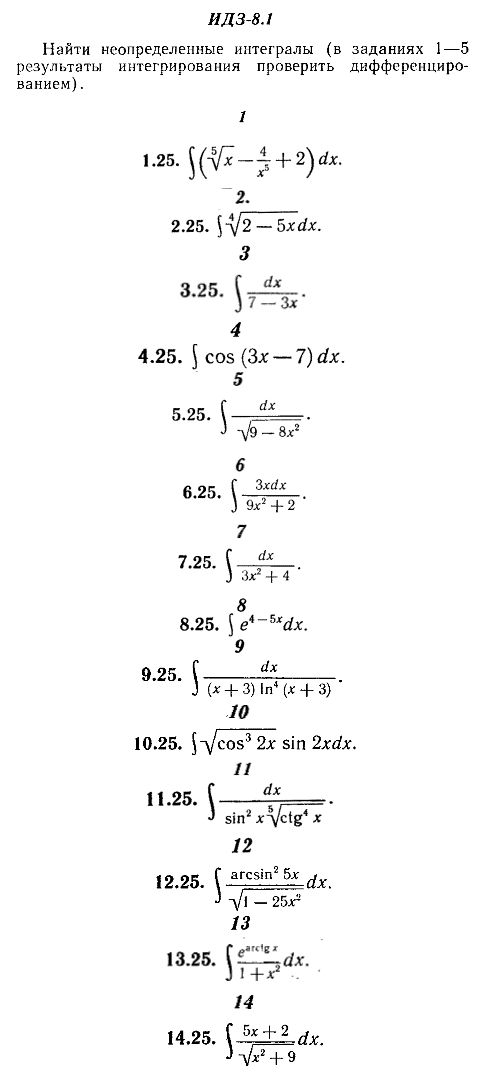 ИДЗ-8.1
Найти неопределенные интегралы (в заданиях 1—5
результаты интегрирования проверить дифференциро-
ванием).
1
1.25. ∫(⁵√x − 4/x⁵ + 2) dx.
2.
2.25. ∫ ⁴√(2 − 5x) dx.
3
3.25. ∫ dx/(7 − 3x).
4
4.25. ∫ cos (3x − 7) dx.
5
5.25. ∫ dx/√(9 − 8x²).
6
6.25. ∫ 3xdx/(9x² + 2).
7
7.25. ∫ dx/(3x² + 4).
8
8.25. ∫ e⁴⁻⁵ˣdx.
9
9.25. ∫ dx/((x + 3) ln⁴ (x + 3)).
10
10.25. ∫√(cos³ 2x) sin 2xdx.
11
11.25. ∫ dx/(sin² x ⁵√(ctg⁴ x)).
12
12.25. ∫ arcsin² 5x/√(1 − 25x²) dx.
13
13.25. ∫ e^(arctg x)/(1 + x²) dx.
14
14.25. ∫ (5x + 2)/√(x² + 9) dx.